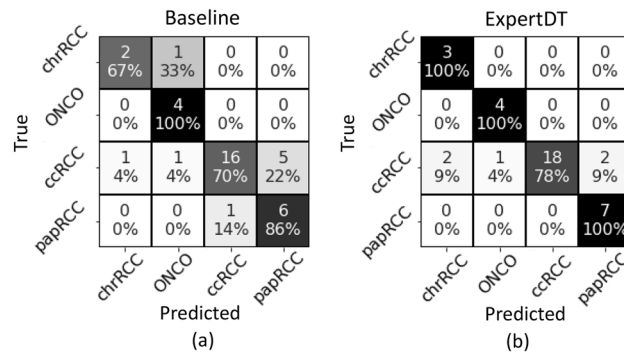 Baseline
True
chrRCC
2 1 0 0
67% 33% 0% 0%
ONCO
0 4 0 0
0% 100% 0% 0%
ccRCC
1 1 16 5
4% 4% 70% 22%
papRCC
0 0 1 6
0% 0% 14% 86%
chrRCC ONCO ccRCC papRCC
Predicted
(a)
ExpertDT
True
chrRCC
3 0 0 0
100% 0% 0% 0%
ONCO
0 4 0 0
0% 100% 0% 0%
ccRCC
2 1 18 2
9% 4% 78% 9%
papRCC
0 0 0 7
0% 0% 0% 100%
chrRCC ONCO ccRCC papRCC
Predicted
(b)